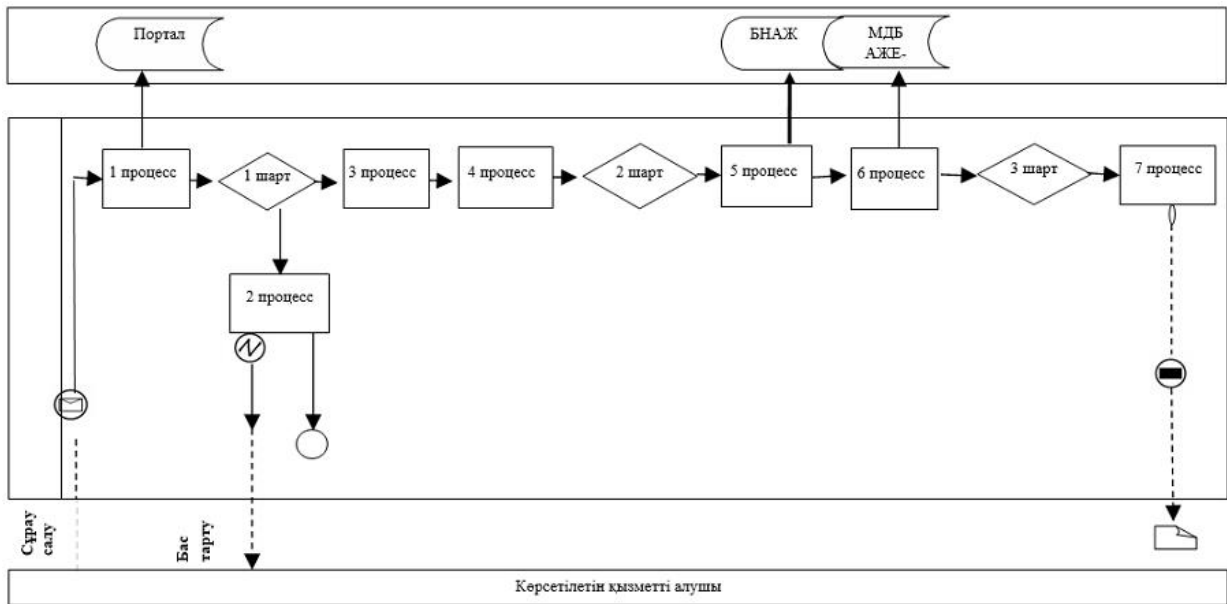 Портал
БНАЖ
МДБ
АЖЕ-
1 процесс
1 шарт
3 процесс
4 процесс
2 шарт
5 процесс
6 процесс
3 шарт
7 процесс
2 процесс
Сұрау
салу
Бас
тарту
Көрсетілетін қызметті алушы